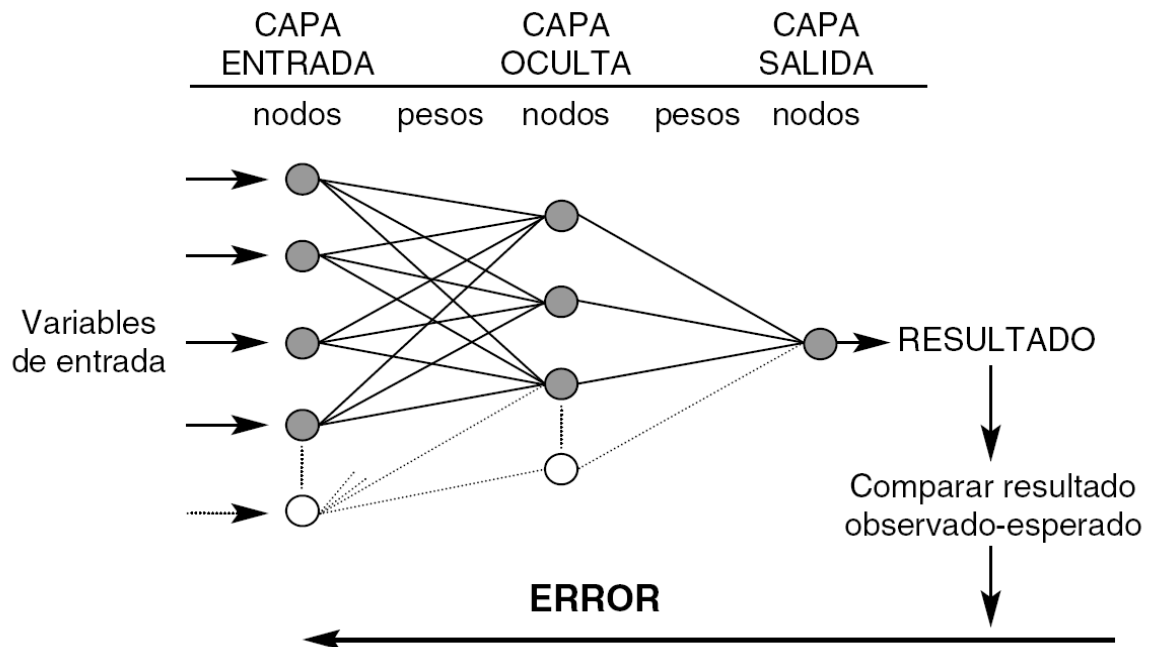 CAPA
ENTRADA
CAPA
OCULTA
CAPA
SALIDA
nodos
pesos
nodos
pesos
nodos
Variables
de entrada
RESULTADO
Comparar resultado
observado-esperado
ERROR